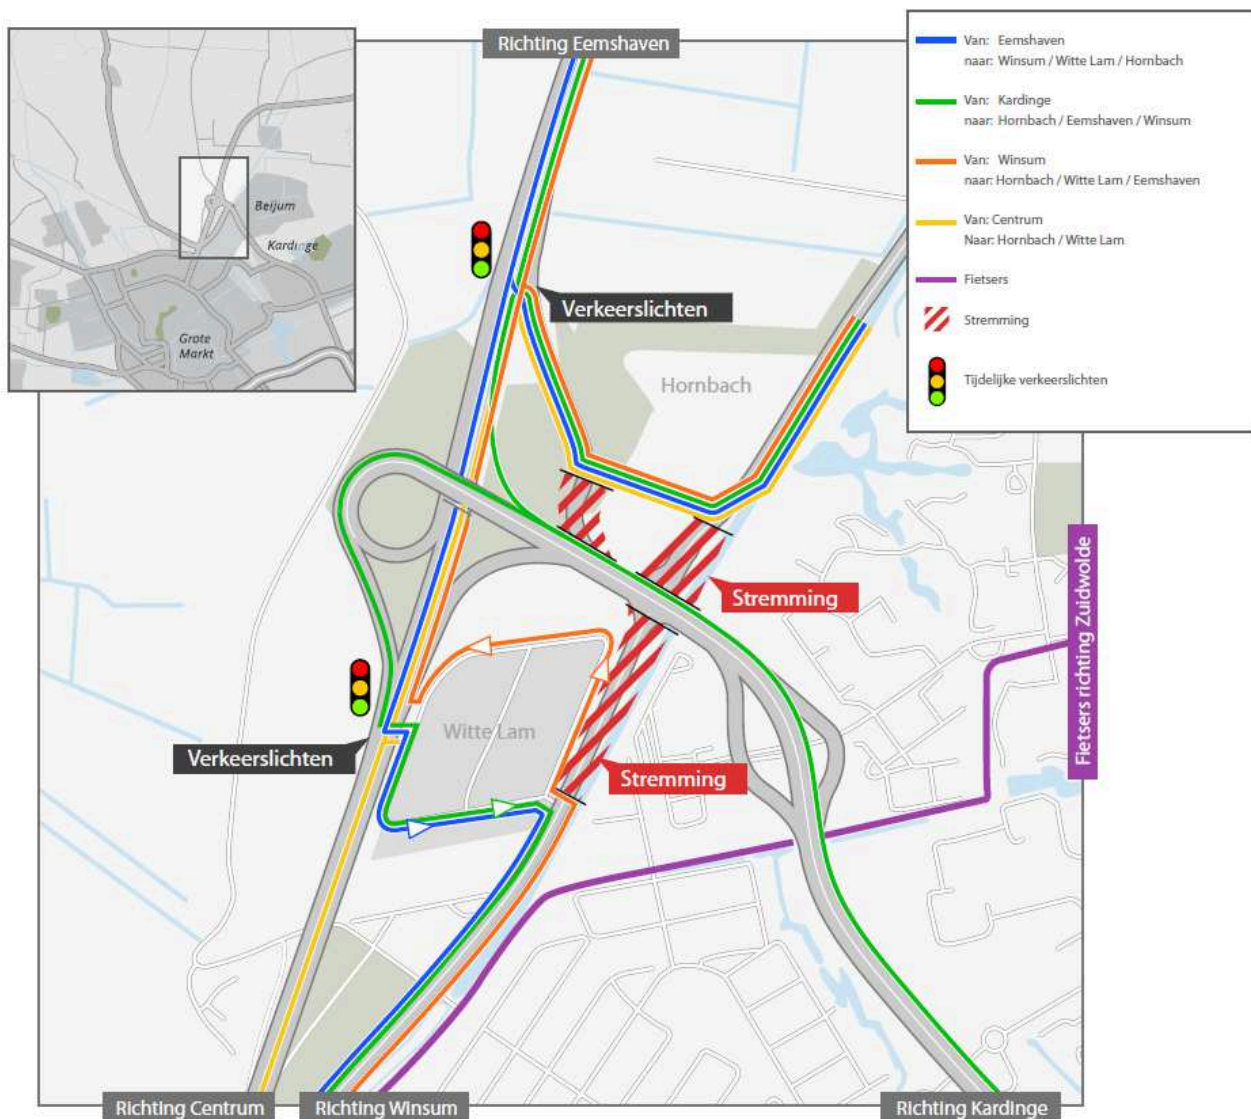 Richting Eemshaven
Van: Eemshaven
naar: Winsum / Witte Lam / Hornbach
Van: Kardinge
naar: Hornbach / Eemshaven / Winsum
Van: Winsum
naar: Hornbach / Witte Lam / Eemshaven
Van: Centrum
Naar: Hornbach / Witte Lam
Fietsers
Stremming
Tijdelijke verkeerslichten
Beijum
Kardinge
Grote
Markt
Verkeerslichten
Hornbach
Stremming
Fietsers richting Zuidwolde
Witte Lam
Verkeerslichten
Stremming
Richting Centrum
Richting Winsum
Richting Kardinge